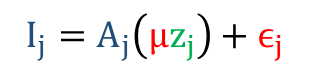 Iⱼ = Aⱼ(μzⱼ) + ϵⱼ